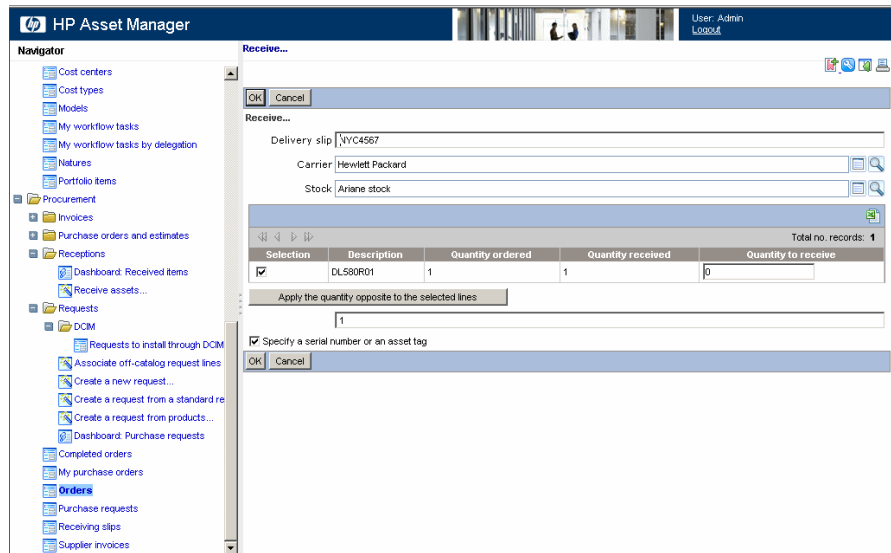 HP Asset Manager
User: Admin
Logout
Navigator
Cost centers
Cost types
Models
My workflow tasks
My workflow tasks by delegation
Natures
Portfolio items
Procurement
Invoices
Purchase orders and estimates
Receptions
Dashboard: Received items
Receive assets...
Requests
DCIM
Requests to install through DCIM
Associate off-catalog request lines
Create a new request...
Create a request from a standard re
Create a request from products...
Dashboard: Purchase requests
Completed orders
My purchase orders
Orders
Purchase requests
Receiving slips
Supplier invoices
Receive...
OK Cancel
Receive...
Delivery slip NYC4567
Carrier Hewlett Packard
Stock Ariane stock
Total no. records: 1
Selection Description Quantity ordered Quantity received Quantity to receive
DL580R01 1 1 0
Apply the quantity opposite to the selected lines
1
Specify a serial number or an asset tag
OK Cancel